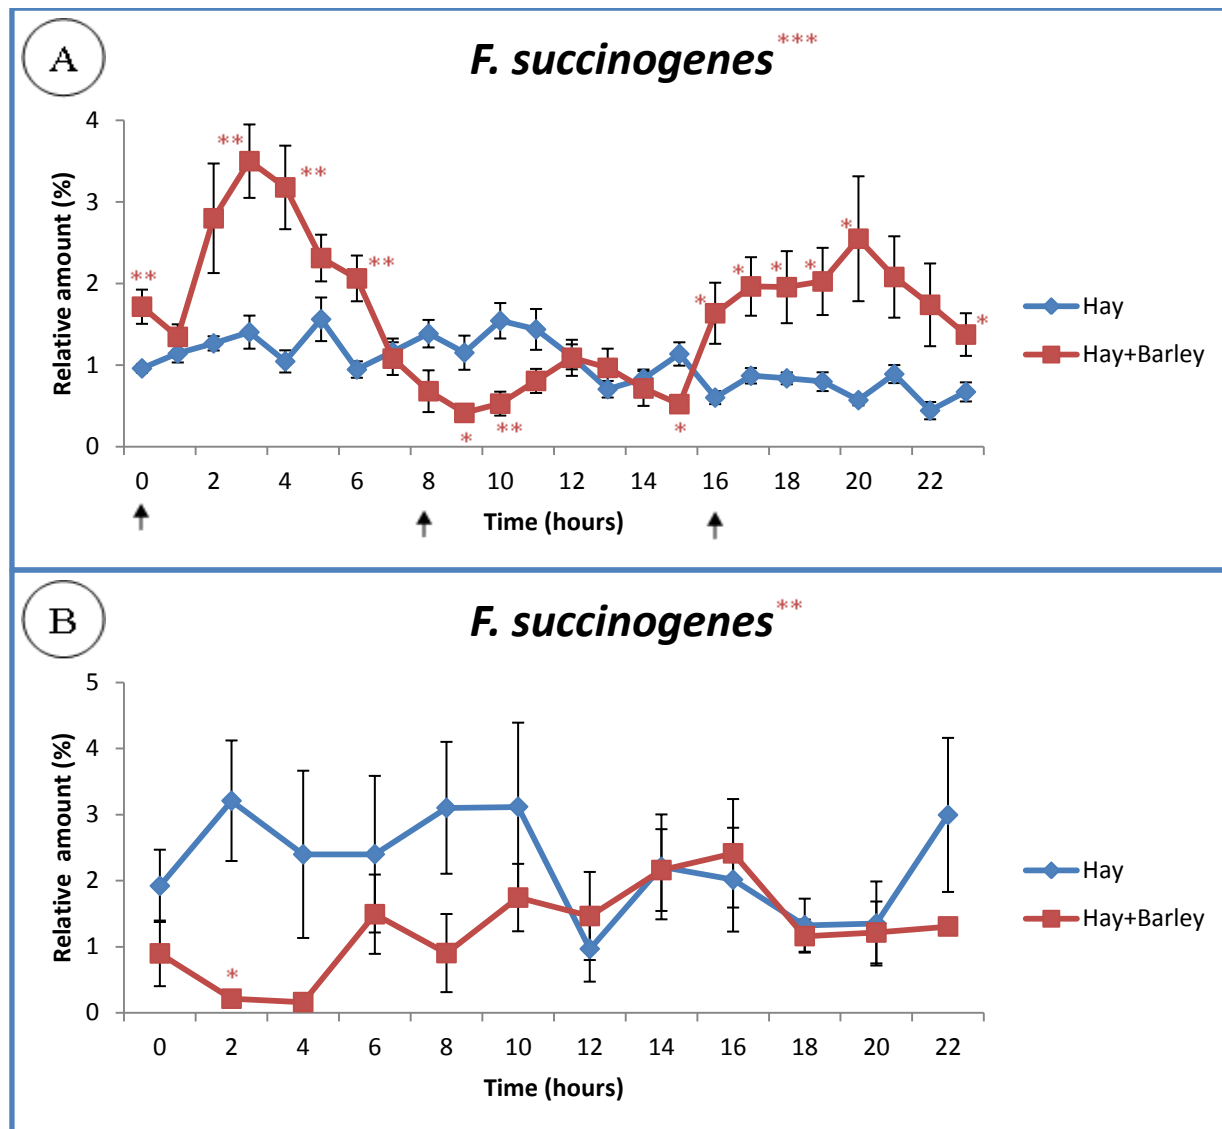 A
F. succinogenes***
Relative amount (%)
4
3
2
1
0
**
**
**
**
*
**
*
*
*
*
*
*
*
0 2 4 6 8 10 12 14 16 18 20 22
Time (hours)
Hay
Hay+Barley
B
F. succinogenes**
Relative amount (%)
5
4
3
2
1
0
*
0 2 4 6 8 10 12 14 16 18 20 22
Time (hours)
Hay
Hay+Barley